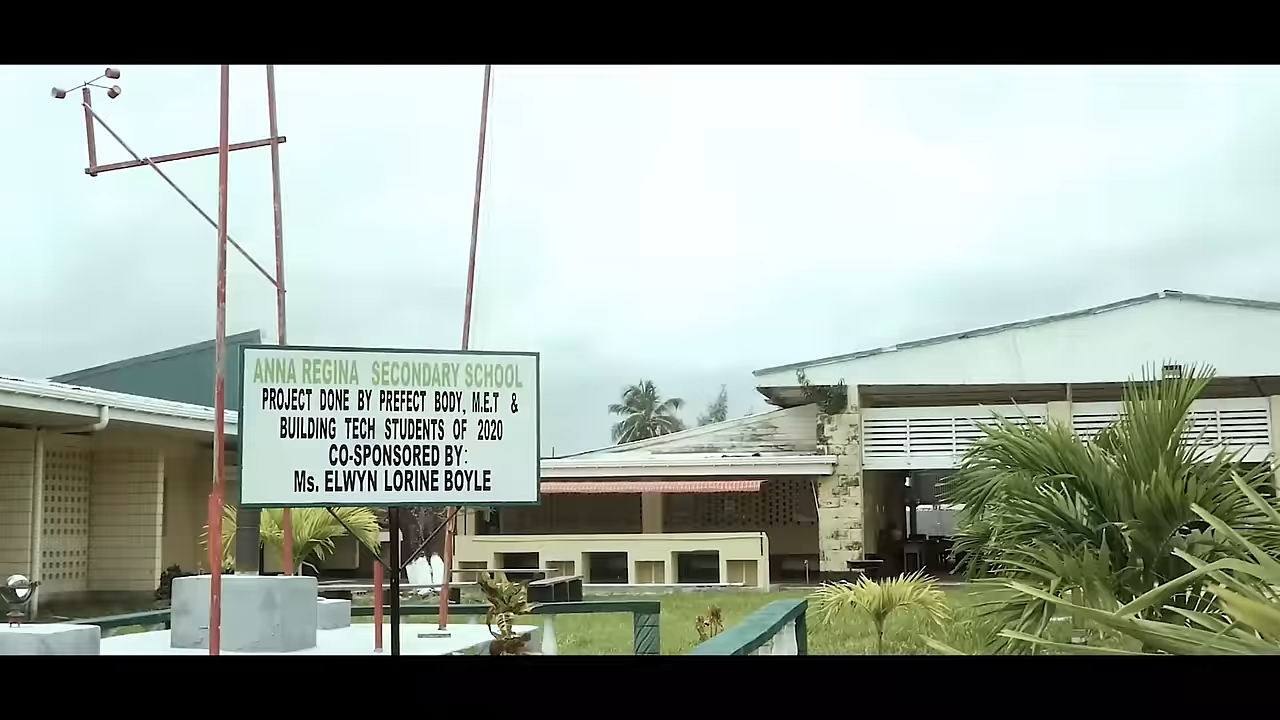 ANNA REGINA SECONDARY SCHOOL
PROJECT DONE BY PREFECT BODY, M.E.T &
BUILDING TECH STUDENTS OF 2020
CO-SPONSORED BY:
Ms. ELWYN LORINE BOYLE